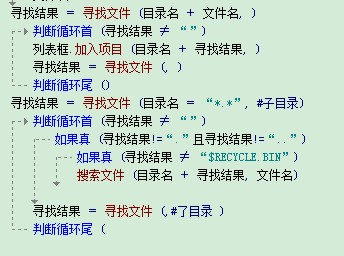 寻找结果 = 寻找文件 (目录名 + 文件名, )
判断循环首 (寻找结果 ≠ “”)
列表框.加入项目 (目录名 + 寻找结果, )
寻找结果 = 寻找文件 (, )
判断循环尾 ()
寻找结果 = 寻找文件 (目录名 = “*.*”, #子目录)
判断循环首 (寻找结果 ≠ “”)
如果真 (寻找结果!= “.” 且寻找结果!= “..”)
如果真 (寻找结果 ≠ “$RECYCLE.BIN”)
搜索文件 (目录名 + 寻找结果, 文件名)
寻找结果 = 寻找文件 (,#了目录 )
判断循环尾 (